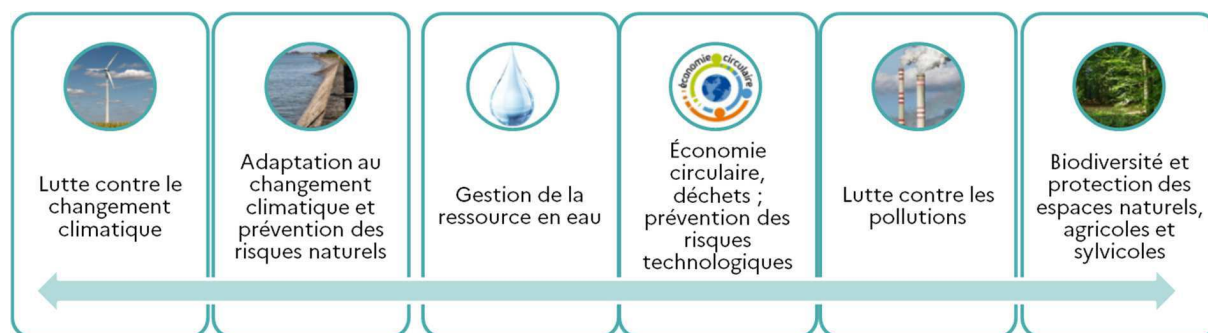 Lutte contre le
changement
climatique
Adaptation au
changement
climatique et
prévention des
risques naturels
Gestion de la
ressource en eau
économie circulaire
Économie
circulaire,
déchets ;
prévention des
risques
technologiques
Lutte contre les
pollutions
Biodiversité et
protection des
espaces naturels,
agricoles et
sylvicoles